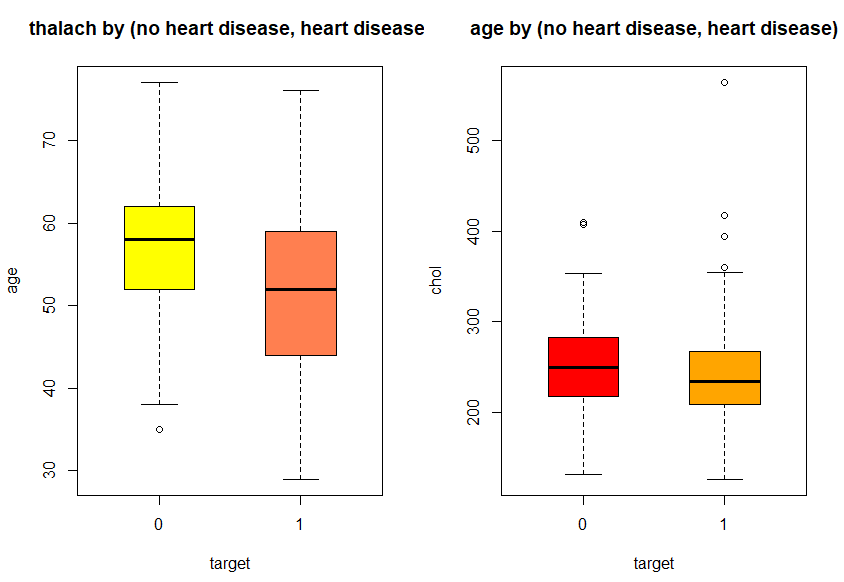 thalach by (no heart disease, heart disease
age
70
60
50
40
30
0 1
target
age by (no heart disease, heart disease)
chol
500
400
300
200
0 1
target